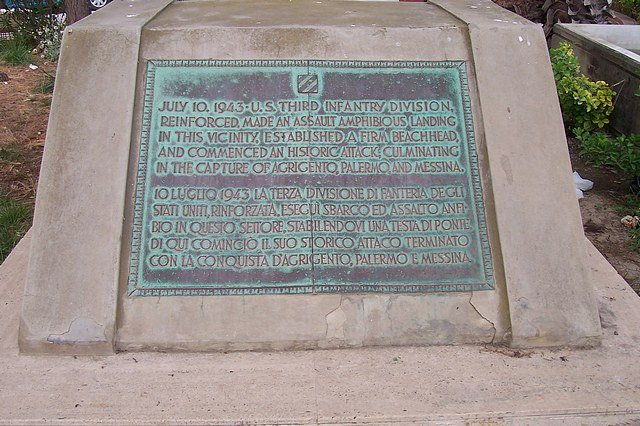 JULY 10, 1943 · U.S. THIRD INFANTRY DIVISION,
REINFORCED, MADE AN ASSAULT AMPHIBIOUS LANDING
IN THIS VICINITY, ESTABLISHED A FIRM BEACHHEAD
AND COMMENCED AN HISTORIC ATTACK, CULMINATING
IN THE CAPTURE OF AGRIGENTO, PALERMO, AND MESSINA.
10 LUGLIO 1943 LA TERZA DIVISIONE DI FANTERIA DEGLI
STATI UNITI, RINFORZATA, ESEGUI SBARCO ED ASSALTO ANFI-
BIO IN QUESTO SETTORE, STABILENDOVI UNA TESTA DI PONTE.
DI QUI COMINCIÒ IL SUO STORICO ATTACO TERMINATO
CON LA CONQUISTA D'AGRIGENTO, PALERMO E MESSINA.